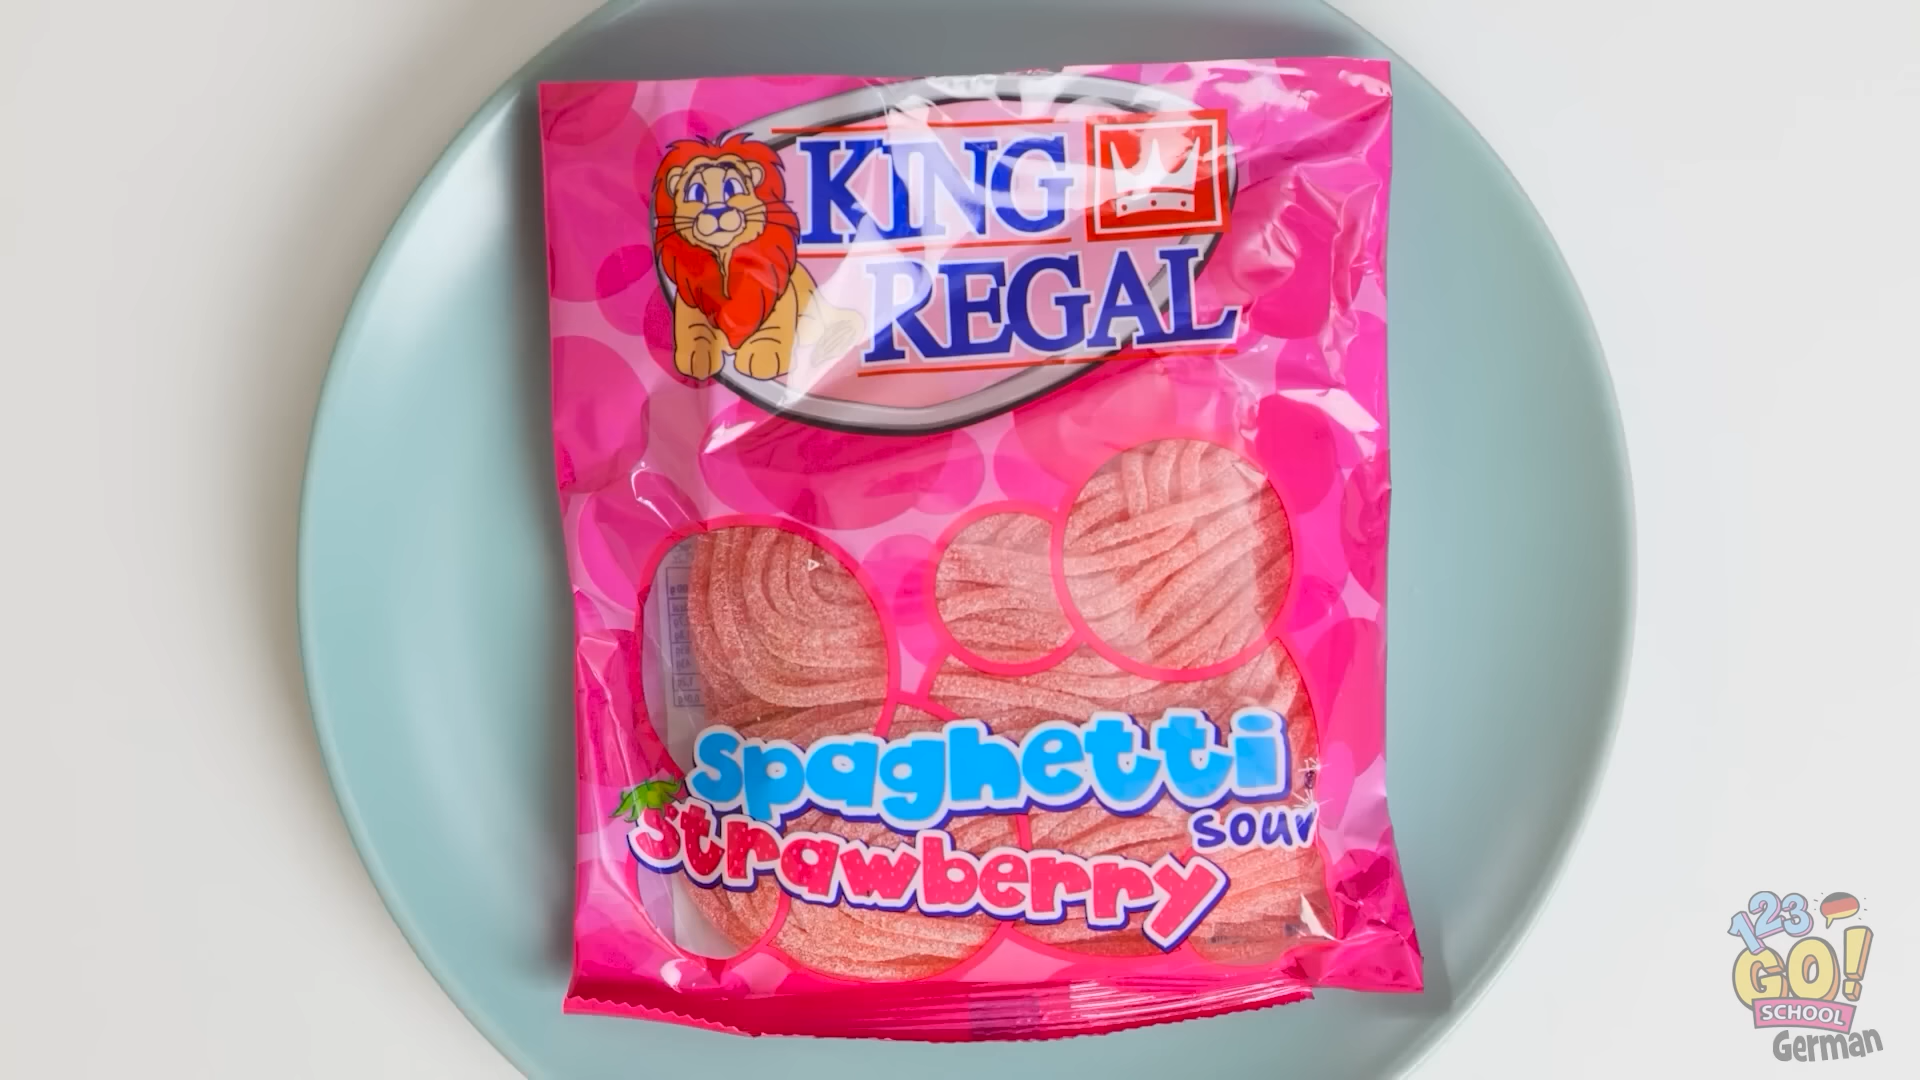 KING
REGAL
spaghetti
sour
strawberry
123
GO!
SCHOOL
German